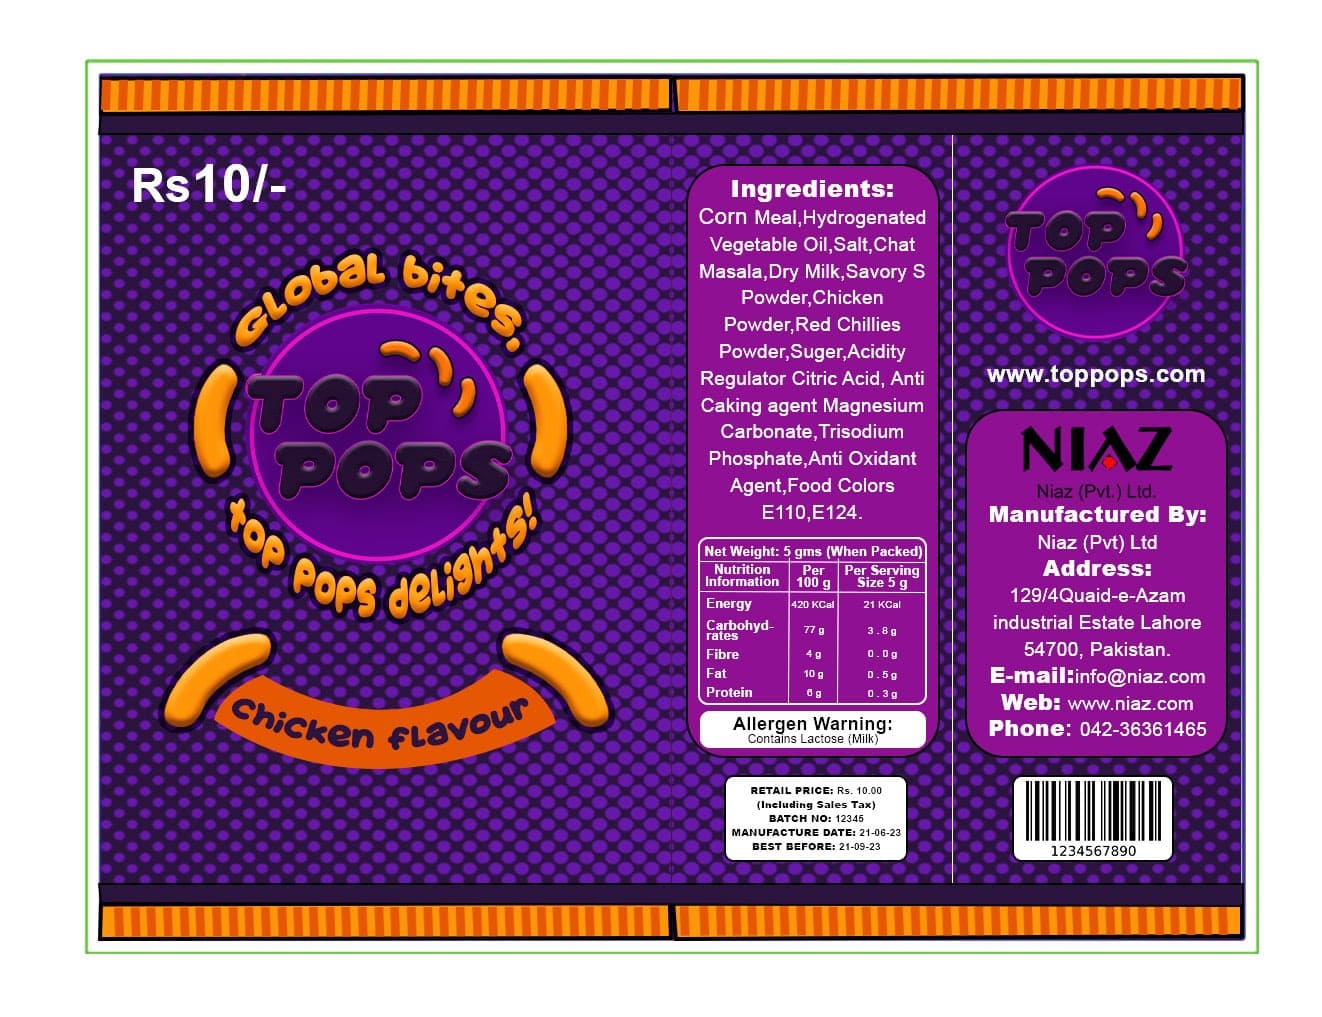 Rs10/-
Global bites,
TOP
POPS
top pops delights!
chicken flavour
Ingredients:
Corn Meal,Hydrogenated
Vegetable Oil,Salt,Chat
Masala,Dry Milk,Savory S
Powder,Chicken
Powder,Red Chillies
Powder,Suger,Acidity
Regulator Citric Acid, Anti
Caking agent Magnesium
Carbonate,Trisodium
Phosphate,Anti Oxidant
Agent,Food Colors
E110,E124.
Net Weight: 5 gms (When Packed)
Nutrition Information Per 100 g Per Serving Size 5 g
Energy 420 KCal 21 KCal
Carbohyd-rates 77 g 3.8g
Fibre 4 g 0.0g
Fat 10 g 0.5g
Protein 6 g 0.3g
Allergen Warning:
Contains Lactose (Milk)
RETAIL PRICE: Rs. 10.00
(Including Sales Tax)
BATCH NO: 12345
MANUFACTURE DATE: 21-06-23
BEST BEFORE: 21-09-23
TOP
POPS
www.toppops.com
NIAZ
Niaz (Pvt.) Ltd.
Manufactured By:
Niaz (Pvt) Ltd
Address:
129/4Quaid-e-Azam
industrial Estate Lahore
54700, Pakistan.
E-mail:info@niaz.com
Web: www.niaz.com
Phone: 042-36361465
1234567890